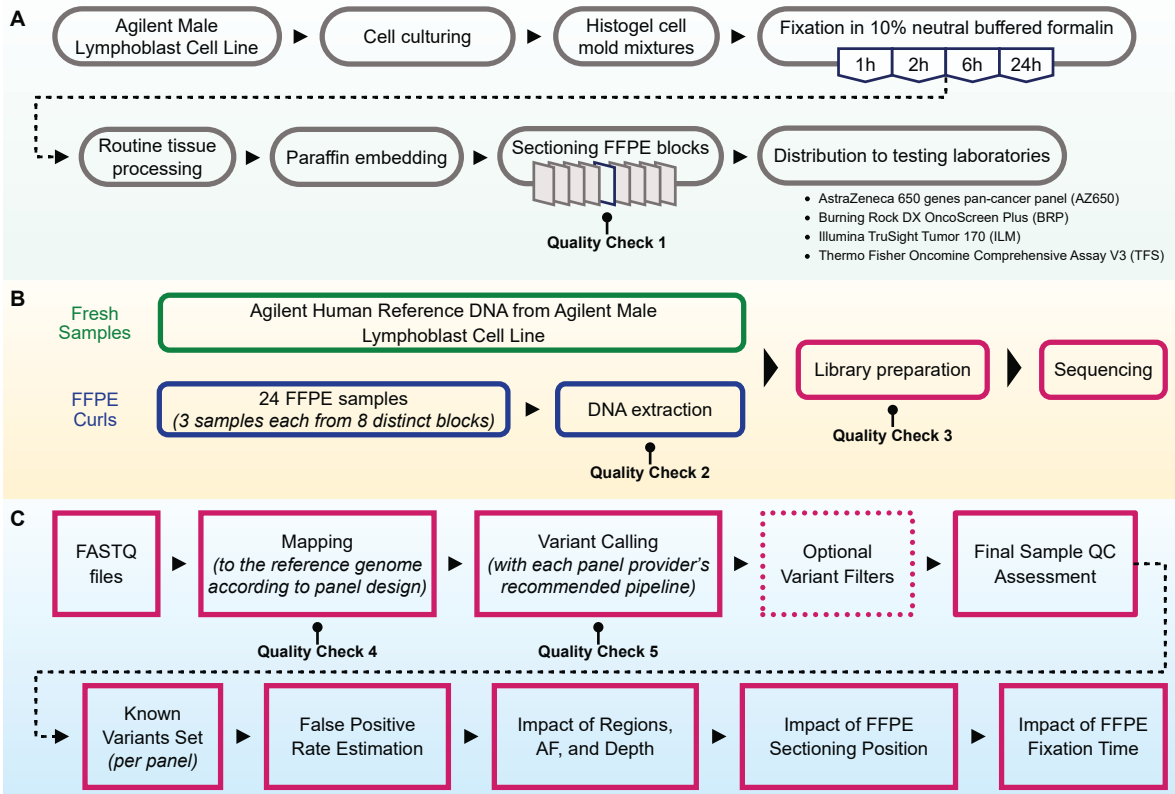 A
Agilent Male
Lymphoblast Cell Line
Cell culturing
Histogel cell
mold mixtures
Fixation in 10% neutral buffered formalin
1h
2h
6h
24h
Routine tissue
processing
Paraffin embedding
Sectioning FFPE blocks
Quality Check 1
Distribution to testing laboratories
• AstraZeneca 650 genes pan-cancer panel (AZ650)
• Burning Rock DX OncoScreen Plus (BRP)
• Illumina TruSight Tumor 170 (ILM)
• Thermo Fisher Oncomine Comprehensive Assay V3 (TFS)
B
Fresh
Samples
Agilent Human Reference DNA from Agilent Male
Lymphoblast Cell Line
FFPE
Curls
24 FFPE samples
(3 samples each from 8 distinct blocks)
DNA extraction
Quality Check 2
Library preparation
Quality Check 3
Sequencing
C
FASTQ
files
Mapping
(to the reference genome
according to panel design)
Quality Check 4
Variant Calling
(with each panel provider's
recommended pipeline)
Quality Check 5
Optional
Variant Filters
Final Sample QC
Assessment
Known
Variants Set
(per panel)
False Positive
Rate Estimation
Impact of Regions,
AF, and Depth
Impact of FFPE
Sectioning Position
Impact of FFPE
Fixation Time